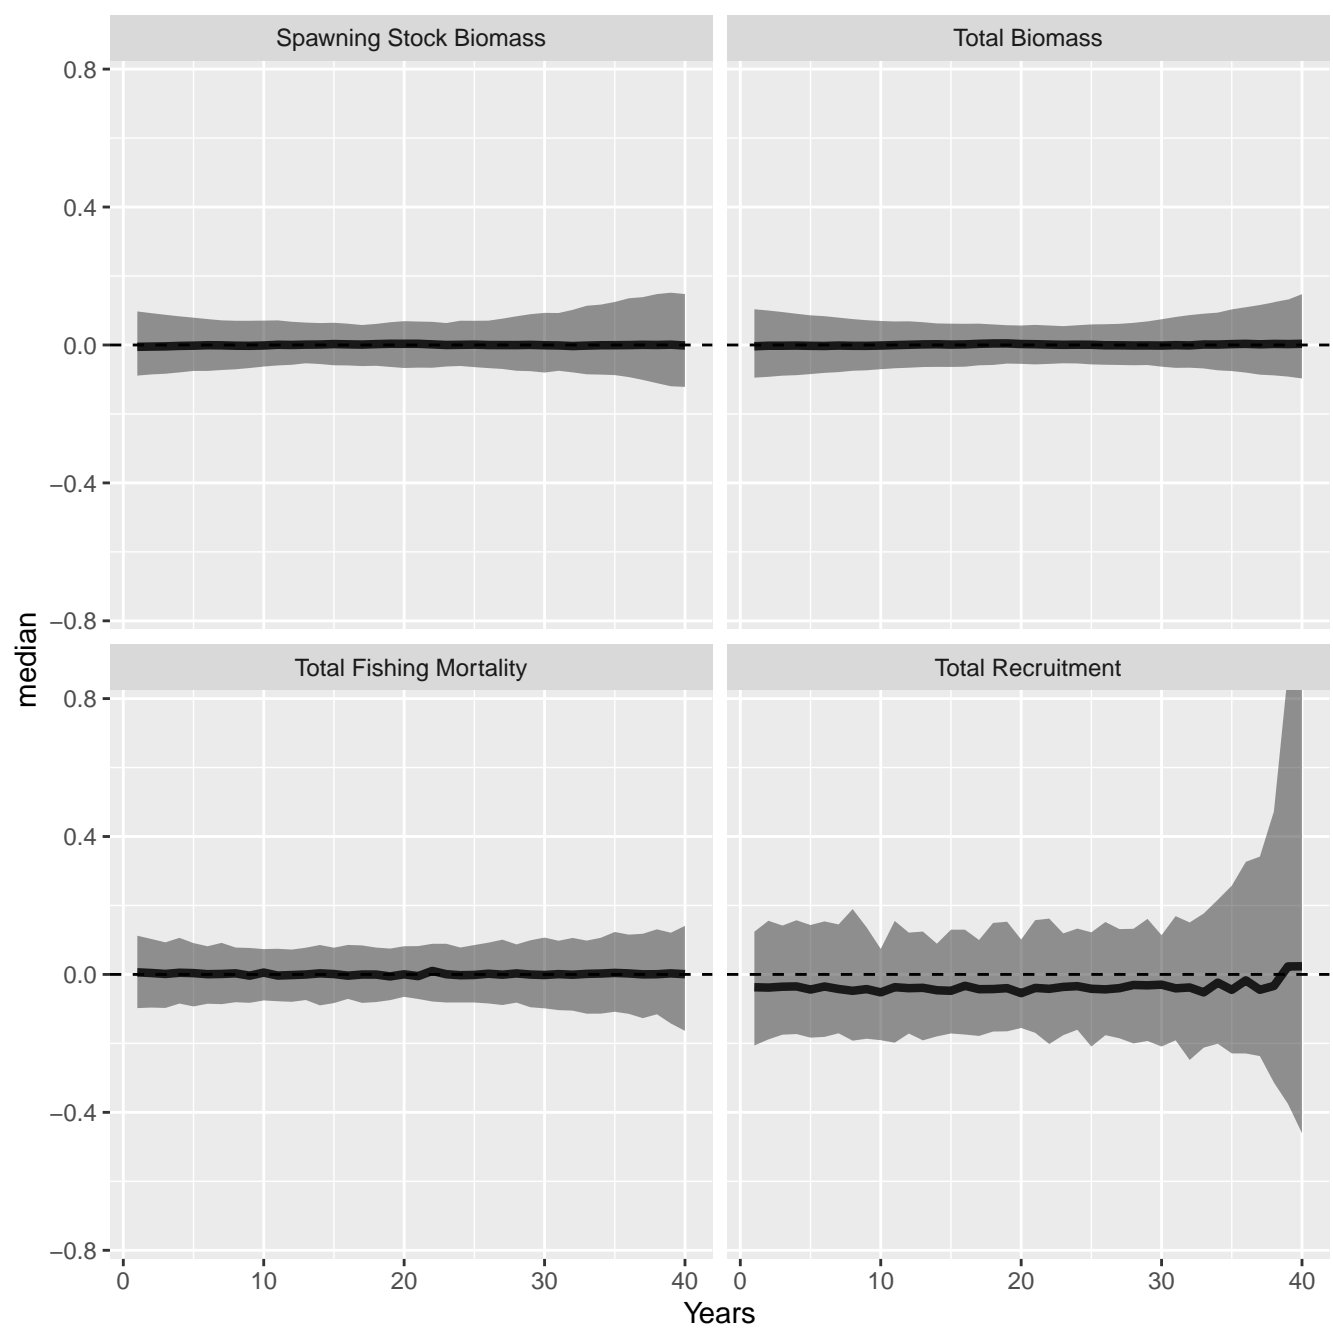 Spawning Stock Biomass
Total Biomass
0.8
0.4
0.0
−0.4
−0.8
median
Total Fishing Mortality
Total Recruitment
0.8
0.4
0.0
−0.4
−0.8
0 10 20 30 40
0 10 20 30 40
Years